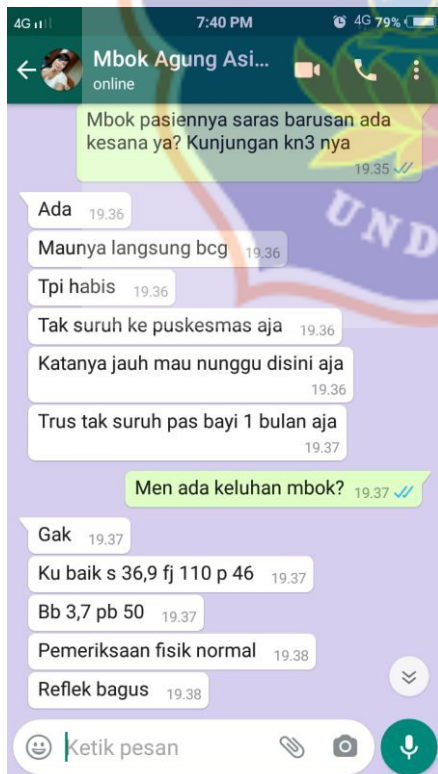 4G 7:40 PM 4G 79%
Mbok Agung Asi...
online
Mbok pasiennya saras barusan ada
kesana ya? Kunjungan kn3 nya
19.35
UND
Ada 19.36
Maunya langsung bcg 19.36
Tpi habis 19.36
Tak suruh ke puskesmas aja 19.36
Katanya jauh mau nunggu disini aja
19.36
Trus tak suruh pas bayi 1 bulan aja
19.37
Men ada keluhan mbok? 19.37
Gak 19.37
Ku baik s 36,9 fj 110 p 46 19.37
Bb 3,7 pb 50 19.37
Pemeriksaan fisik normal 19.38
Reflek bagus 19.38
Ketik pesan